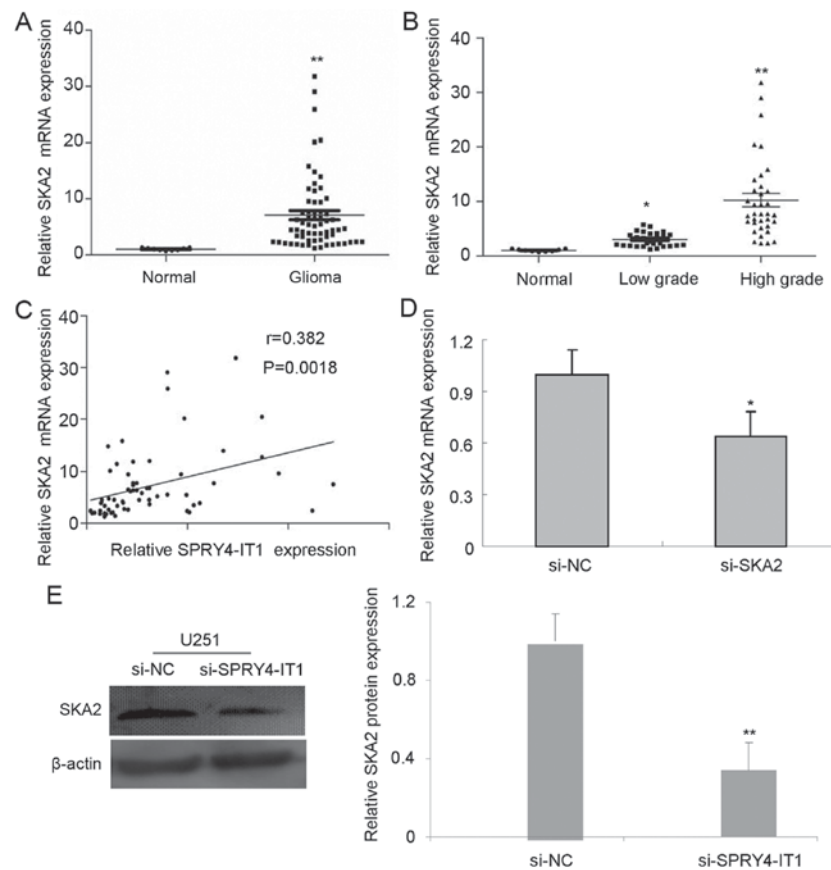 A
Relative SKA2 mRNA expression
40
30
20
10
0
**
Normal
Glioma
B
Relative SKA2 mRNA expression
40
30
20
10
0
*
**
Normal
Low grade
High grade
C
Relative SKA2 mRNA expression
40
30
20
10
0
r=0.382
P=0.0018
Relative SPRY4-IT1 expression
D
Relative SKA2 mRNA expression
1.2
0.9
0.6
0.3
0
*
si-NC
si-SKA2
E
U251
si-NC
si-SPRY4-IT1
SKA2
β-actin
Relative SKA2 protein expression
1.2
0.8
0.4
0
**
si-NC
si-SPRY4-IT1